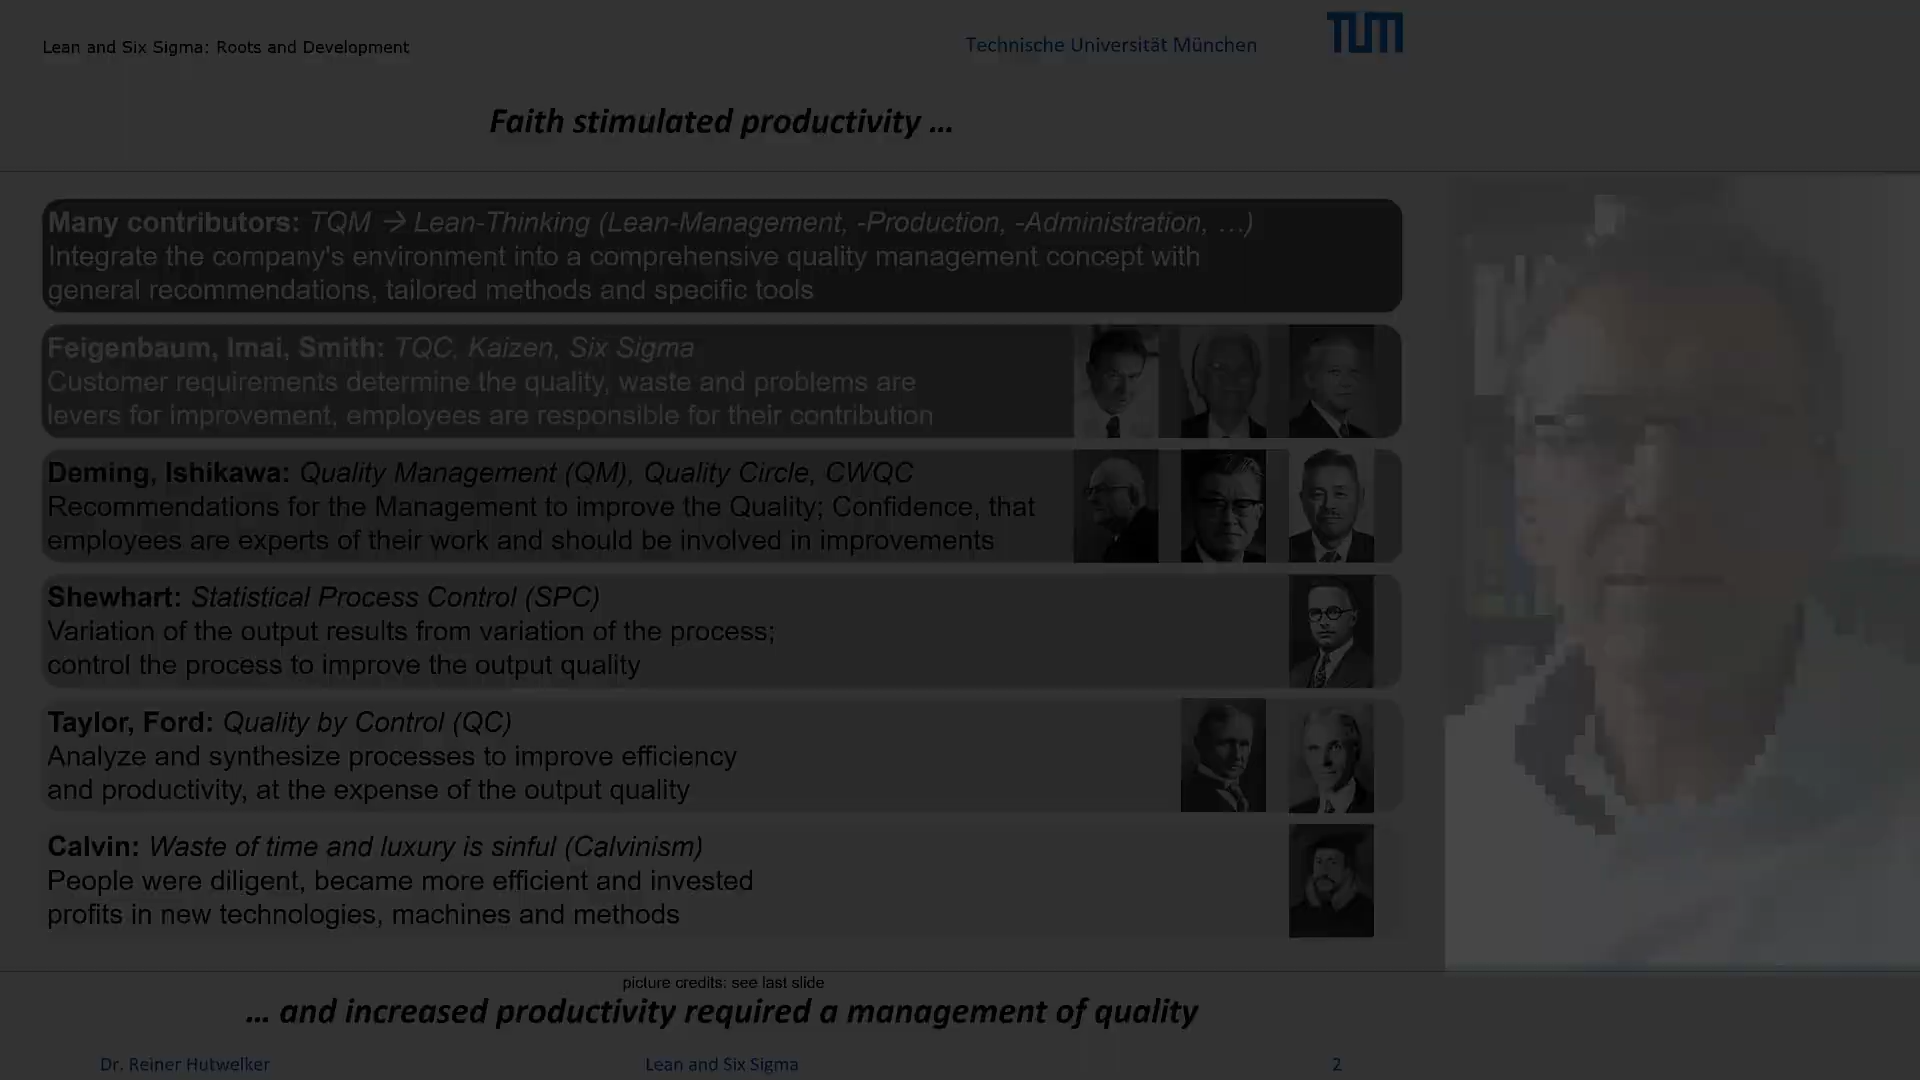 Lean and Six Sigma: Roots and Development
Technische Universität München
TUM
Faith stimulated productivity ...
Many contributors: TQM → Lean-Thinking (Lean-Management, -Production, -Administration, …)
Integrate the company's environment into a comprehensive quality management concept with
general recommendations, tailored methods and specific tools
Feigenbaum, Imai, Smith: TQC, Kaizen, Six Sigma
Customer requirements determine the quality, waste and problems are
levers for improvement, employees are responsible for their contribution
Deming, Ishikawa: Quality Management (QM), Quality Circle, CWQC
Recommendations for the Management to improve the Quality; Confidence, that
employees are experts of their work and should be involved in improvements
Shewhart: Statistical Process Control (SPC)
Variation of the output results from variation of the process;
control the process to improve the output quality
Taylor, Ford: Quality by Control (QC)
Analyze and synthesize processes to improve efficiency
and productivity, at the expense of the output quality
Calvin: Waste of time and luxury is sinful (Calvinism)
People were diligent, became more efficient and invested
profits in new technologies, machines and methods
picture credits: see last slide
... and increased productivity required a management of quality
Dr. Reiner Hutwelker
Lean and Six Sigma
2